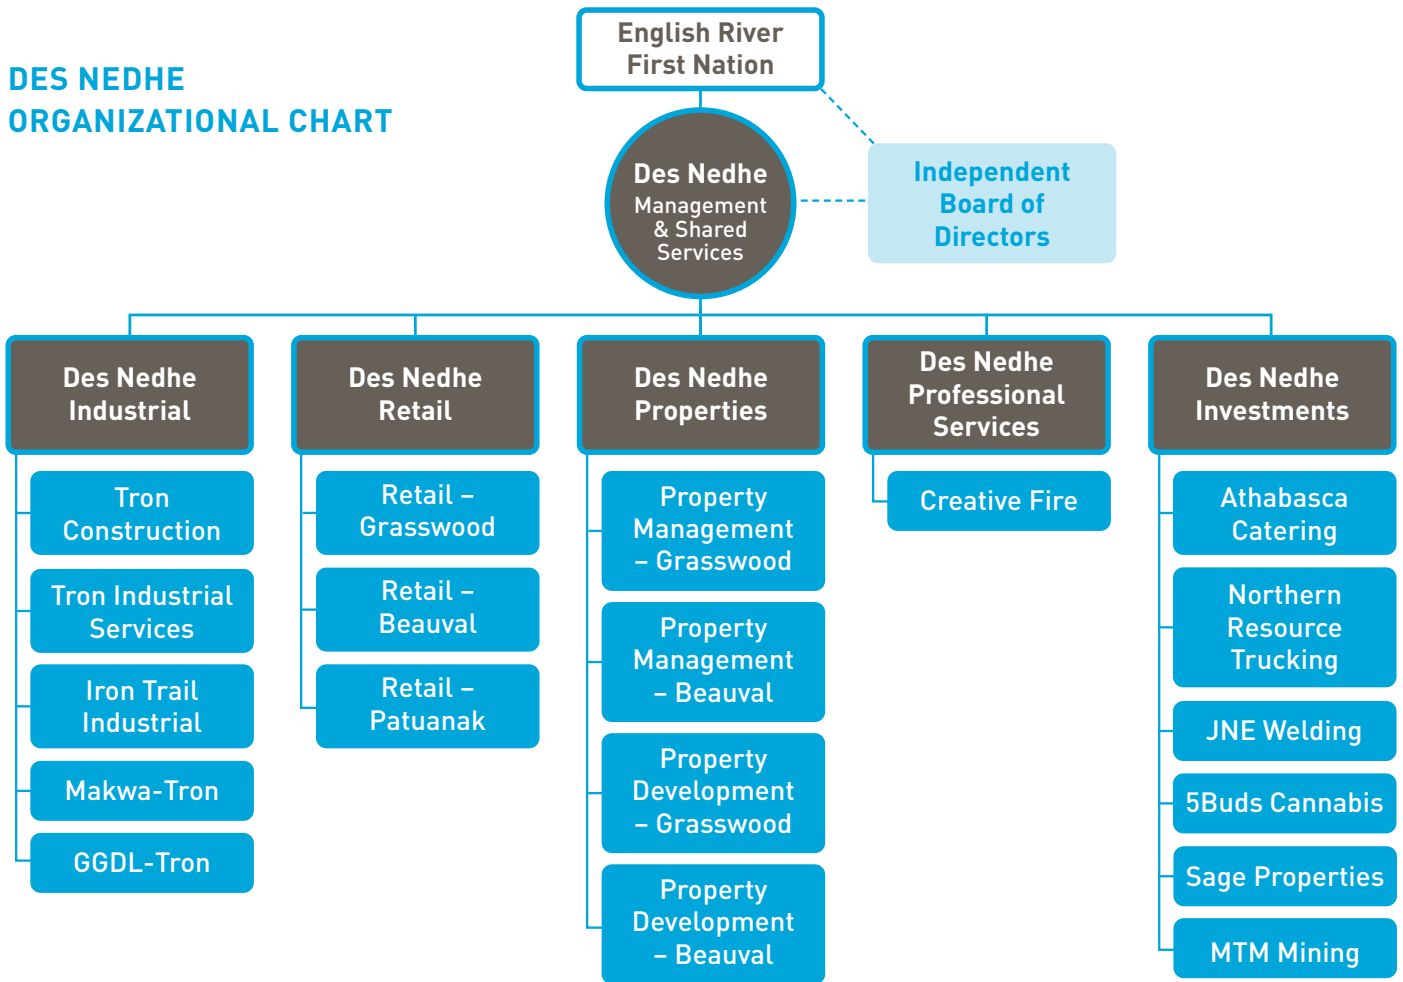 DES NEDHE
ORGANIZATIONAL CHART
English River
First Nation
Des Nedhe
Management
& Shared
Services
Independent
Board of
Directors
Des Nedhe
Industrial
Tron
Construction
Tron Industrial
Services
Iron Trail
Industrial
Makwa-Tron
GGDL-Tron
Des Nedhe
Retail
Retail –
Grasswood
Retail –
Beauval
Retail –
Patuanak
Des Nedhe
Properties
Property
Management
– Grasswood
Property
Management
– Beauval
Property
Development
– Grasswood
Property
Development
– Beauval
Des Nedhe
Professional
Services
Creative Fire
Des Nedhe
Investments
Athabasca
Catering
Northern
Resource
Trucking
JNE Welding
5Buds Cannabis
Sage Properties
MTM Mining